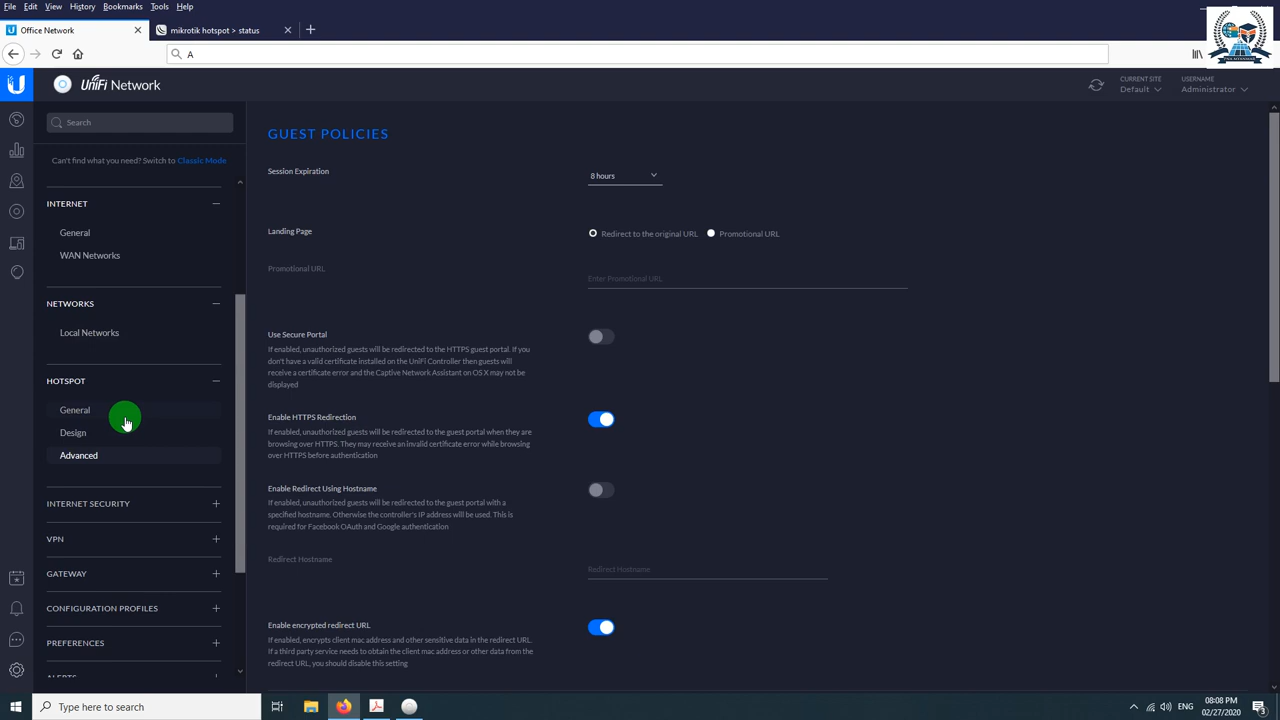 File Edit View History Bookmarks Tools Help
Office Network
mikrotik hotspot > status
A
UniFi Network
CURRENT SITE
Default
USERNAME
Administrator
Search
Can't find what you need? Switch to Classic Mode
INTERNET
General
WAN Networks
NETWORKS
Local Networks
HOTSPOT
General
Design
Advanced
INTERNET SECURITY
VPN
GATEWAY
CONFIGURATION PROFILES
PREFERENCES
ALERTS
GUEST POLICIES
Session Expiration
8 hours
Landing Page
Redirect to the original URL Promotional URL
Promotional URL
Enter Promotional URL
Use Secure Portal
If enabled, unauthorized guests will be redirected to the HTTPS guest portal. If you
don't have a valid certificate installed on the UniFi Controller then guests will
receive a certificate error and the Captive Network Assistant on OS X may not be
displayed
Enable HTTPS Redirection
If enabled, unauthorized guests will be redirected to the guest portal when they are
browsing over HTTPS. They may receive an invalid certificate error while browsing
over HTTPS before authentication
Enable Redirect Using Hostname
If enabled, unauthorized guests will be redirected to the guest portal with a
specified hostname. Otherwise the controller's IP address will be used. This is
required for Facebook OAuth and Google authentication
Redirect Hostname
Redirect Hostname
Enable encrypted redirect URL
If enabled, encrypts client mac address and other sensitive data in the redirect URL.
If a third party service needs to obtain the client mac address or other data from the
redirect URL, you should disable this setting
Type here to search
ENG
08:08 PM
02/27/2020
3